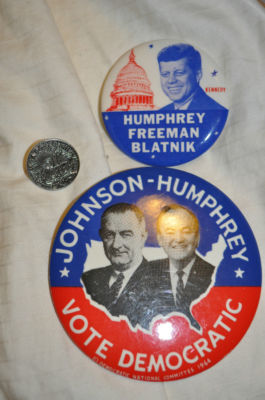 KENNEDY
HUMPHREY
FREEMAN
BLATNIK
JOHNSON-HUMPHREY
VOTE DEMOCRATIC
DEMOCRATIC NATIONAL COMMITTEE 1964